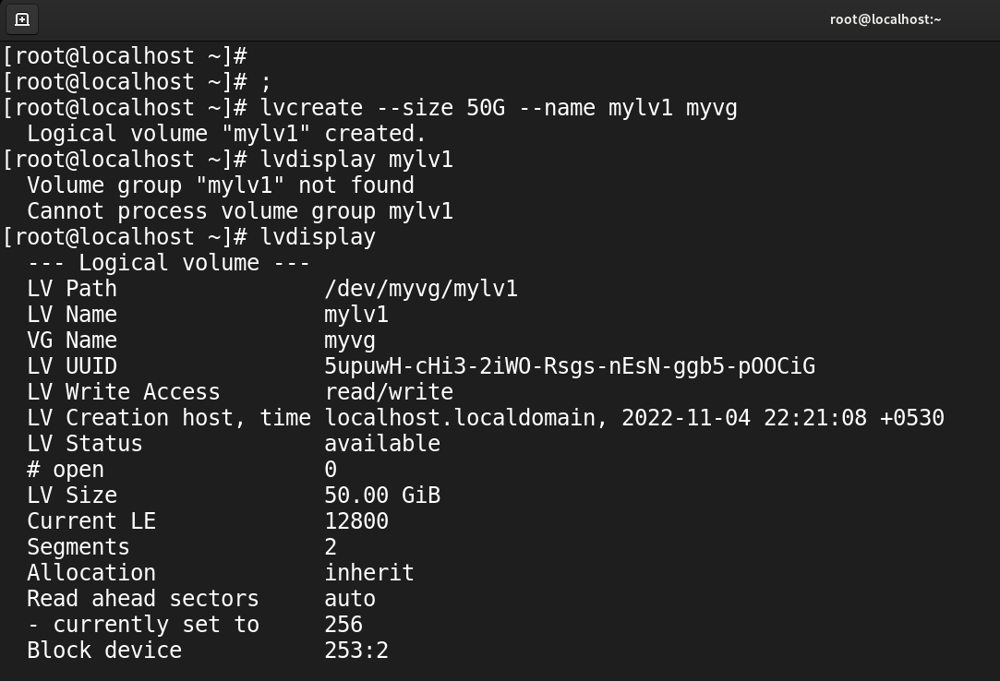 root@localhost:~
[root@localhost ~]#
[root@localhost ~]# ;
[root@localhost ~]# lvcreate --size 50G --name mylv1 myvg
  Logical volume "mylv1" created.
[root@localhost ~]# lvdisplay mylv1
  Volume group "mylv1" not found
  Cannot process volume group mylv1
[root@localhost ~]# lvdisplay
  --- Logical volume ---
  LV Path                /dev/myvg/mylv1
  LV Name                mylv1
  VG Name                myvg
  LV UUID                5upuwH-cHi3-2iWO-Rsgs-nEsN-ggb5-pOOCiG
  LV Write Access        read/write
  LV Creation host, time localhost.localdomain, 2022-11-04 22:21:08 +0530
  LV Status              available
  # open                 0
  LV Size                50.00 GiB
  Current LE             12800
  Segments               2
  Allocation             inherit
  Read ahead sectors     auto
  - currently set to     256
  Block device           253:2